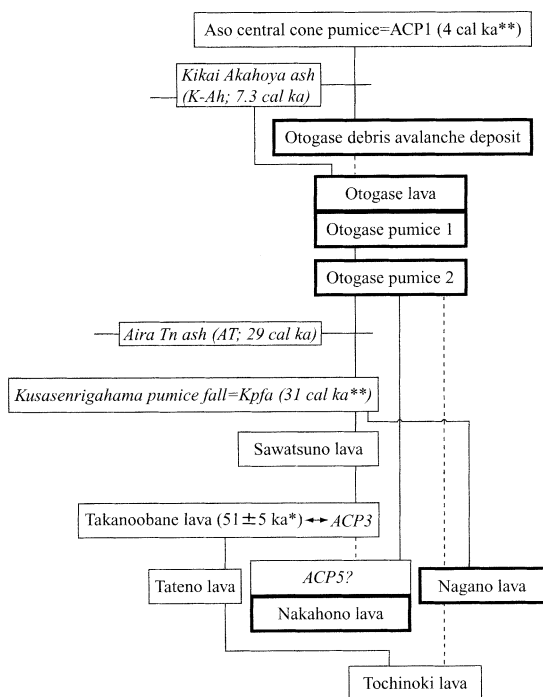 Aso central cone pumice=ACP1 (4 cal ka**)
Kikai Akahoya ash
(K-Ah; 7.3 cal ka)
Otogase debris avalanche deposit
Otogase lava
Otogase pumice 1
Otogase pumice 2
Aira Tn ash (AT; 29 cal ka)
Kusasenrigahama pumice fall=Kpfa (31 cal ka**)
Sawatsuno lava
Takanoobane lava (51±5 ka*) ↔ ACP3
Tateno lava
ACP5?
Nakahono lava
Nagano lava
Tochinoki lava